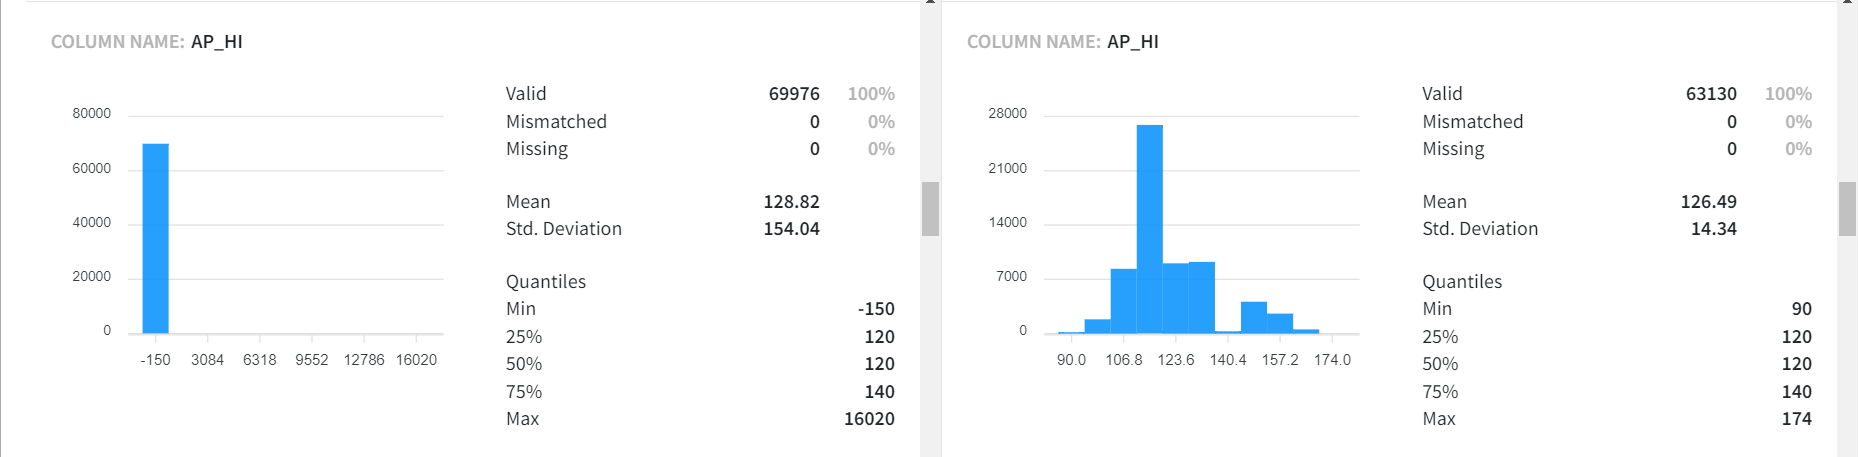 COLUMN NAME: AP_HI
80000
60000
40000
20000
0
-150 3084 6318 9552 12786 16020
Valid 69976 100%
Mismatched 0 0%
Missing 0 0%
Mean 128.82
Std. Deviation 154.04
Quantiles
Min -150
25% 120
50% 120
75% 140
Max 16020
COLUMN NAME: AP_HI
28000
21000
14000
7000
0
90.0 106.8 123.6 140.4 157.2 174.0
Valid 63130 100%
Mismatched 0 0%
Missing 0 0%
Mean 126.49
Std. Deviation 14.34
Quantiles
Min 90
25% 120
50% 120
75% 140
Max 174